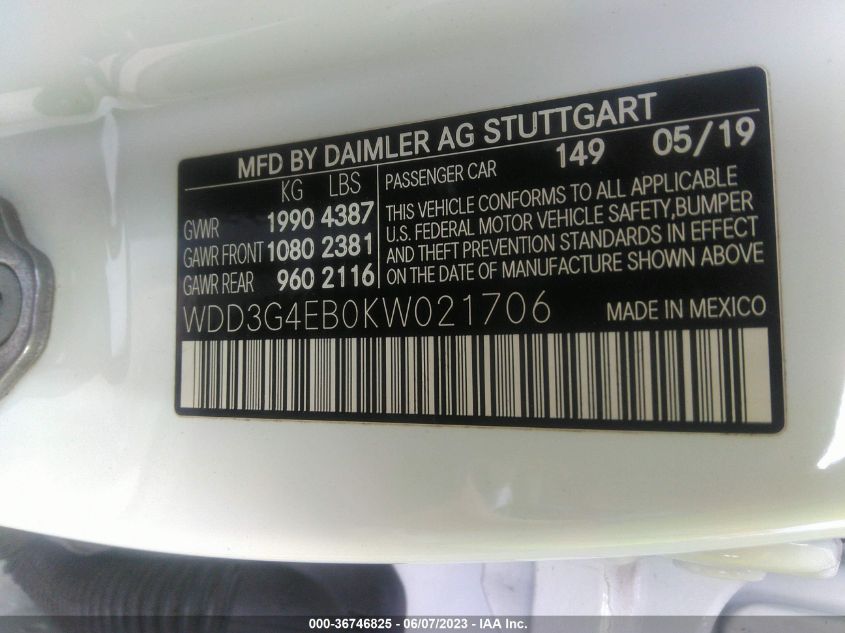 MFD BY DAIMLER AG STUTTGART
KG LBS
GVWR 1990 4387
GAWR FRONT 1080 2381
GAWR REAR 960 2116
PASSENGER CAR 149 05/19
THIS VEHICLE CONFORMS TO ALL APPLICABLE
U.S. FEDERAL MOTOR VEHICLE SAFETY,BUMPER
AND THEFT PREVENTION STANDARDS IN EFFECT
ON THE DATE OF MANUFACTURE SHOWN ABOVE
WDD3G4EB0KW021706 MADE IN MEXICO
000-36746825 - 06/07/2023 - IAA Inc.